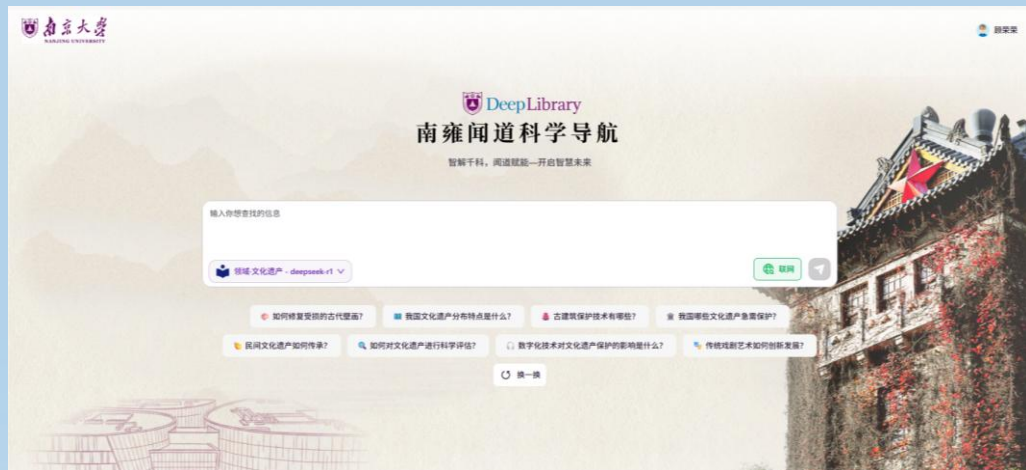 南京大學
NANJING UNIVERSITY
顾荣荣
DeepLibrary
南雍闻道科学导航
智解千科，闻道赋能—开启智慧未来
输入你想查找的信息
领域·文化遗产 - deepseek-r1
联网
如何修复受损的古代壁画?
我国文化遗产分布特点是什么?
古建筑保护技术有哪些?
我国哪些文化遗产急需保护?
民间文化遗产如何传承?
如何对文化遗产进行科学评估?
数字化技术对文化遗产保护的影响是什么?
传统戏剧艺术如何创新发展?
换一换